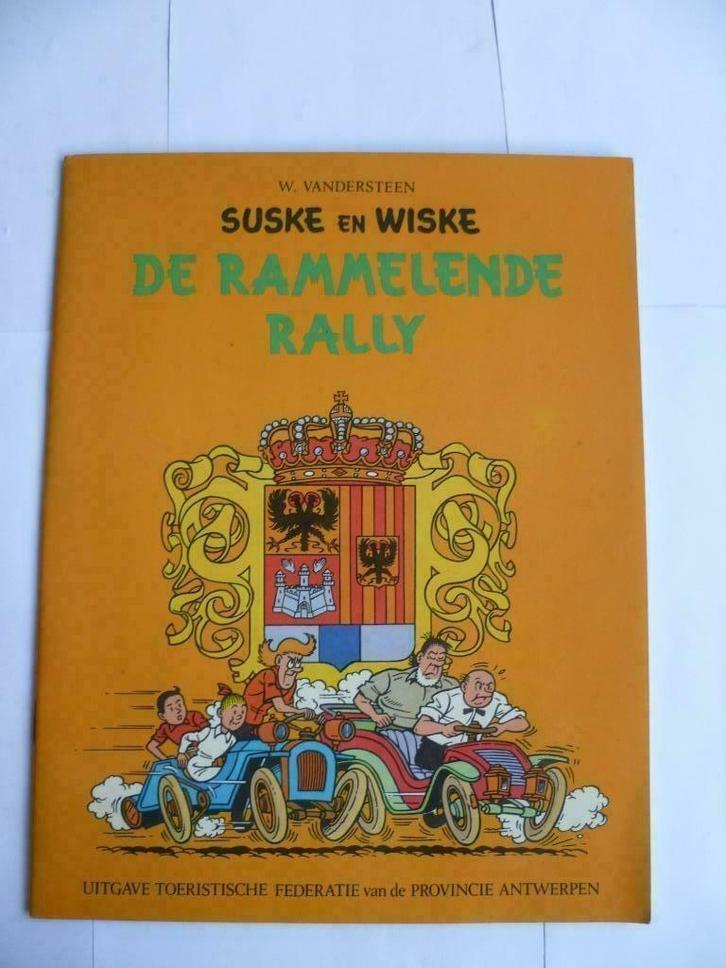 W. VANDERSTEEN
SUSKE EN WISKE
DE RAMMELENDE
RALLY
UITGAVE TOERISTISCHE FEDERATIE van de PROVINCIE ANTWERPEN